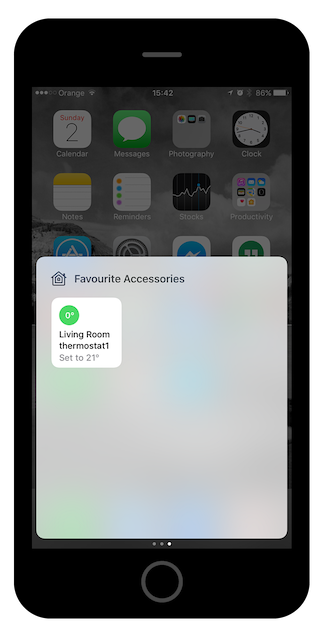 Orange 15:42 86%
Sunday
2
Calendar Messages Photography Clock
Notes Reminders Stocks Productivity
Favourite Accessories
0°
Living Room
thermostat1
Set to 21°